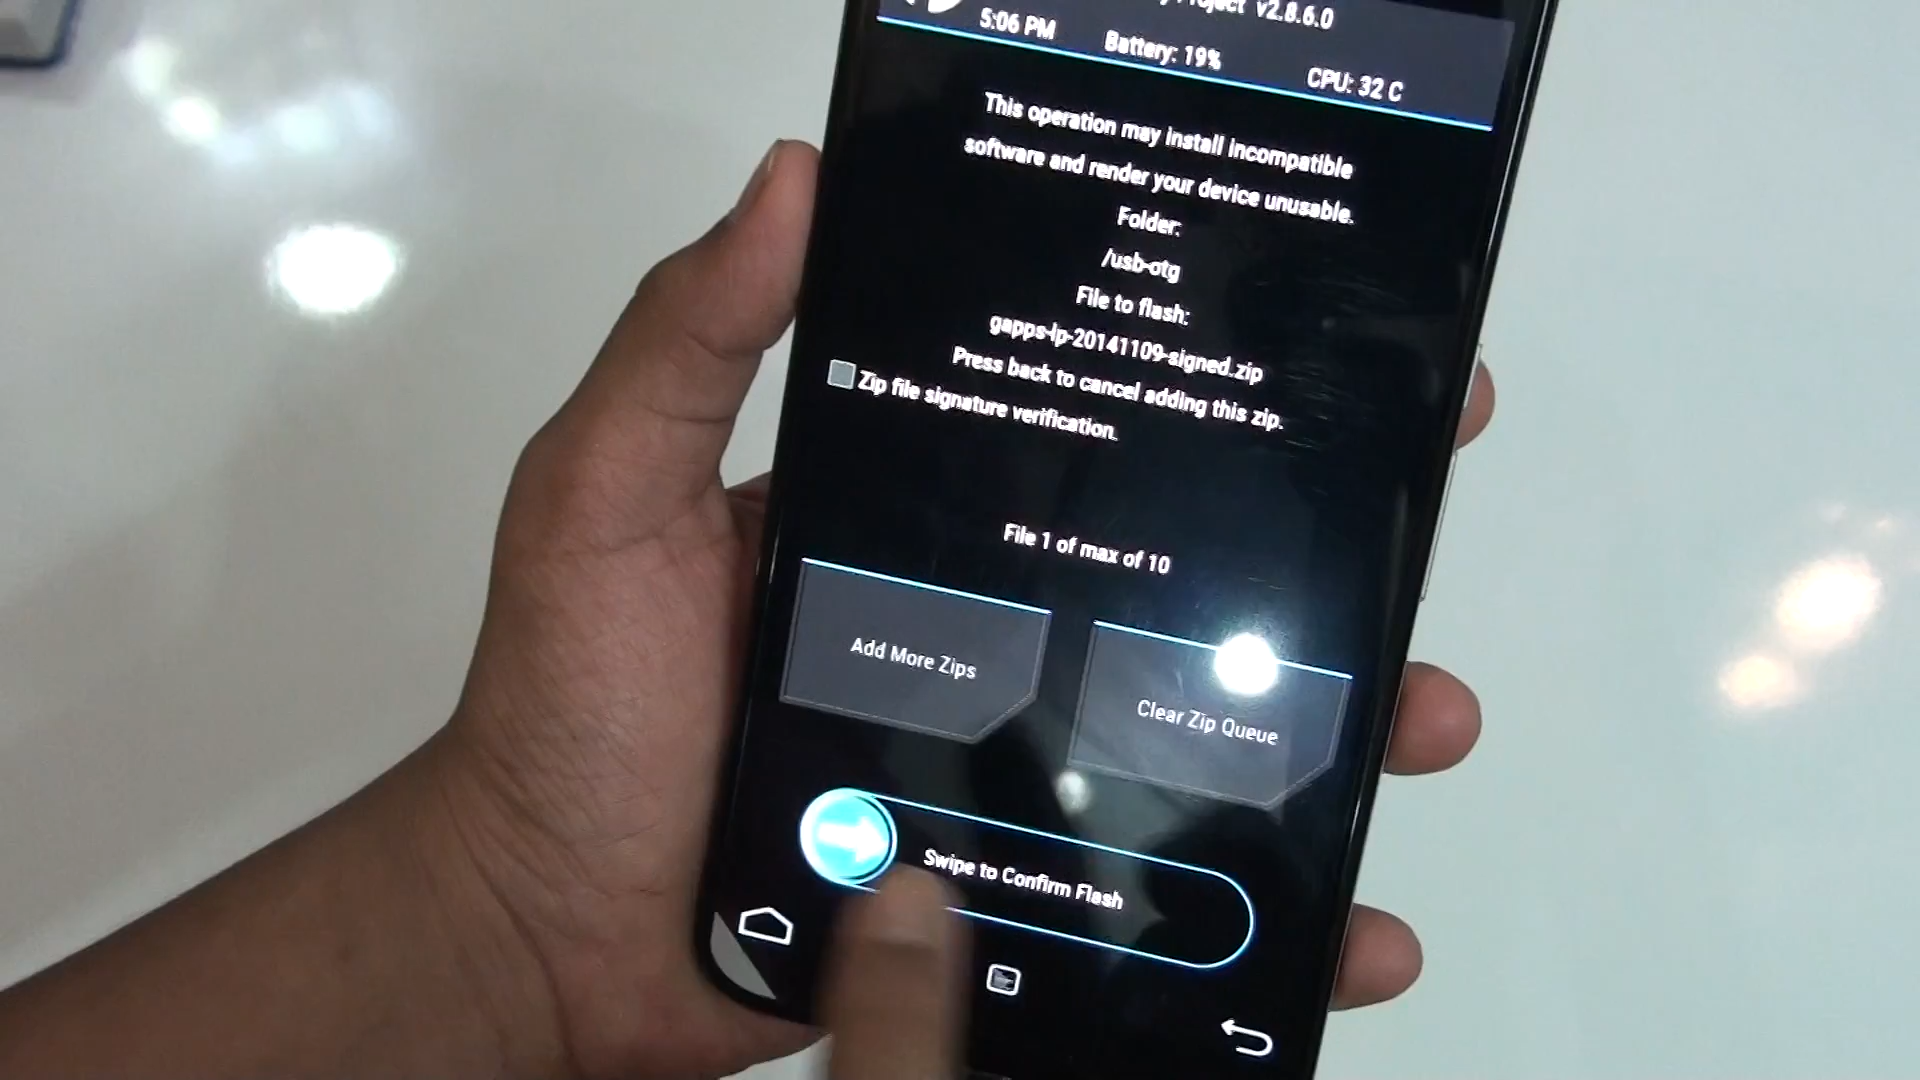 Project v2.8.6.0
5:06 PM Battery: 19% CPU: 32 C
This operation may install incompatible
software and render your device unusable.
Folder:
/usb-otg
File to flash:
gapps-lp-20141109-signed.zip
Press back to cancel adding this zip.
Zip file signature verification.
File 1 of max of 10
Add More Zips
Clear Zip Queue
Swipe to Confirm Flash